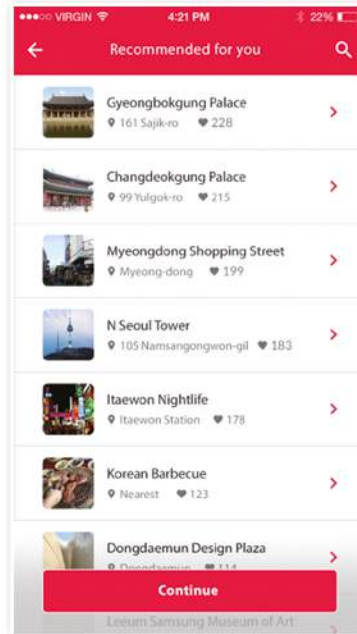 VIRGIN 4:21 PM 22%
Recommended for you
Gyeongbokgung Palace
161 Sajik-ro 228
Changdeokgung Palace
99 Yulgok-ro 215
Myeongdong Shopping Street
Myeong-dong 199
N Seoul Tower
105 Namsangongwon-gil 183
Itaewon Nightlife
Itaewon Station 178
Korean Barbecue
Nearest 123
Dongdaemun Design Plaza
Dongdaemun 114
Continue
Leeum Samsung Museum of Art